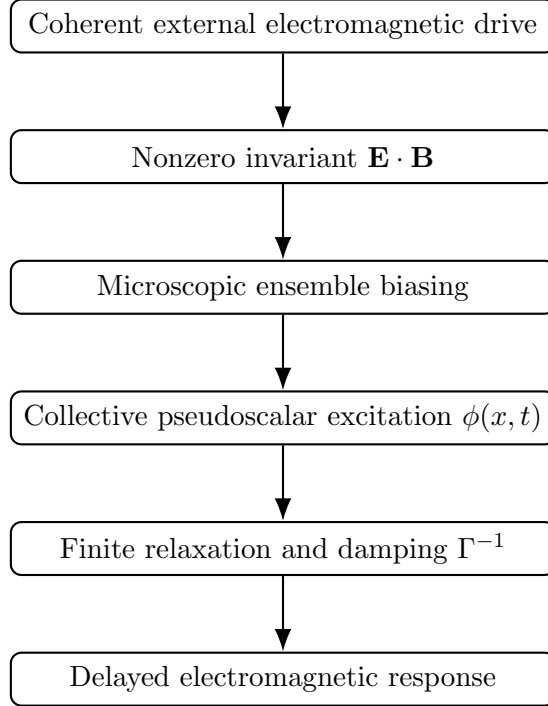 Coherent external electromagnetic drive
Nonzero invariant E · B
Microscopic ensemble biasing
Collective pseudoscalar excitation ϕ(x, t)
Finite relaxation and damping Γ⁻¹
Delayed electromagnetic response